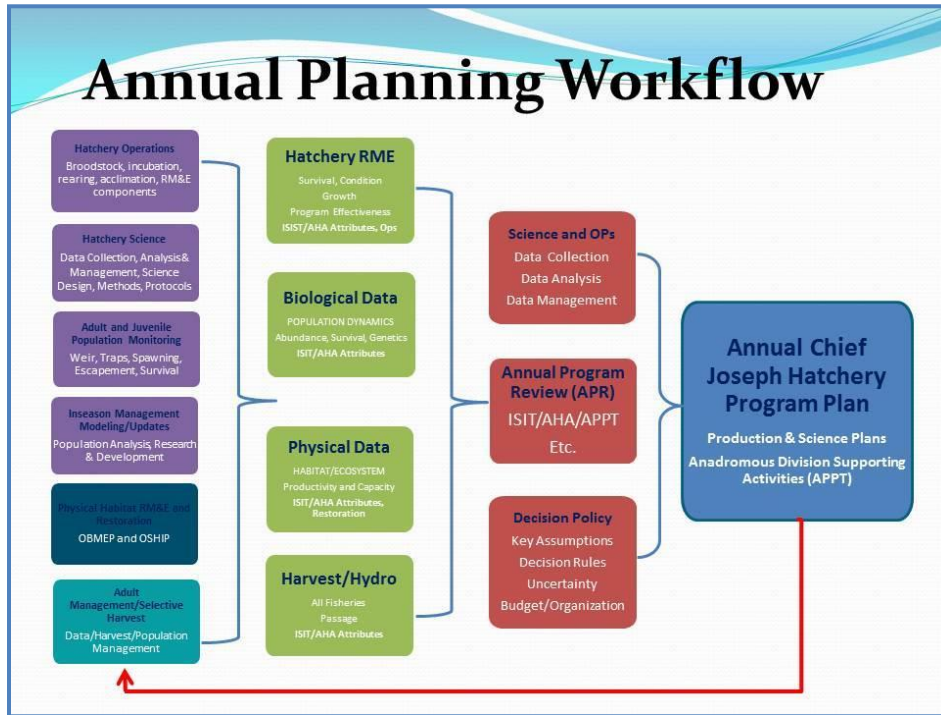 Annual Planning Workflow
Hatchery Operations
Broodstock, incubation,
rearing, acclimation, RM&E
components
Hatchery Science
Data Collection, Analysis&
Management, Science
Design, Methods, Protocols
Adult and Juvenile
Population Monitoring
Weir, Traps, Spawning,
Escapement, Survival
Inseason Management
Modeling/Updates
Population Analysis, Research
& Development
Physical Habitat RM&E and
Restoration
OBMEP and OSHIP
Adult
Management/Selective
Harvest
Data/Harvest/Population
Management
Hatchery RME
Survival, Condition
Growth
Program Effectiveness
ISIST/AHA Attributes, Ops
Biological Data
POPULATION DYNAMICS
Abundance, Survival, Genetics
ISIT/AHA Attributes
Physical Data
HABITAT/ECOSYSTEM
Productivity and Capacity
ISIT/AHA Attributes,
Restoration
Harvest/Hydro
All Fisheries
Passage
ISIT/AHA Attributes
Science and OPs
Data Collection
Data Analysis
Data Management
Annual Program
Review (APR)
ISIT/AHA/APPT
Etc.
Decision Policy
Key Assumptions
Decision Rules
Uncertainty
Budget/Organization
Annual Chief
Joseph Hatchery
Program Plan
Production & Science Plans
Anadromous Division Supporting
Activities (APPT)